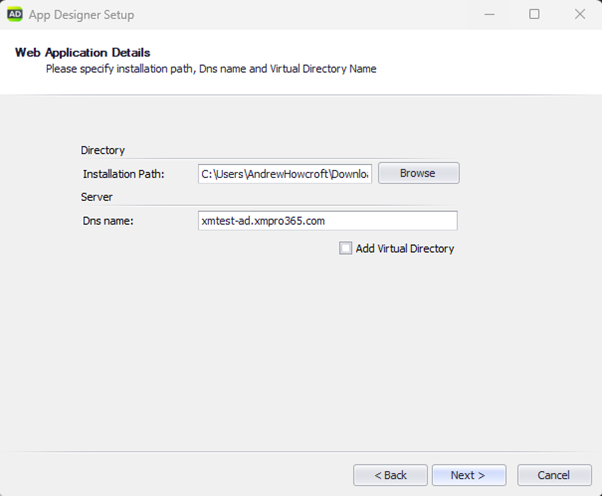 AD App Designer Setup
Web Application Details
Please specify installation path, Dns name and Virtual Directory Name
Directory
Installation Path: C:\Users\AndrewHowcroft\Downloa Browse
Server
Dns name: xmtest-ad.xmpro365.com
Add Virtual Directory
< Back Next > Cancel